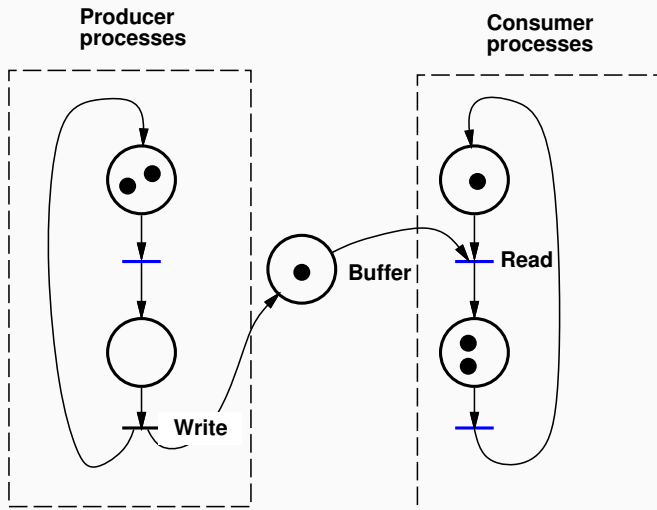 Producer
processes
Consumer
processes
Buffer
Read
Write